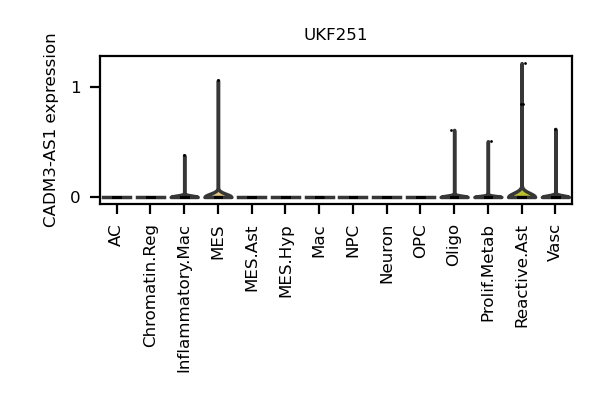 UKF251
CADM3-AS1 expression
1
0
AC
Chromatin.Reg
Inflammatory.Mac
MES
MES.Ast
MES.Hyp
Mac
NPC
Neuron
OPC
Oligo
Prolif.Metab
Reactive.Ast
Vasc